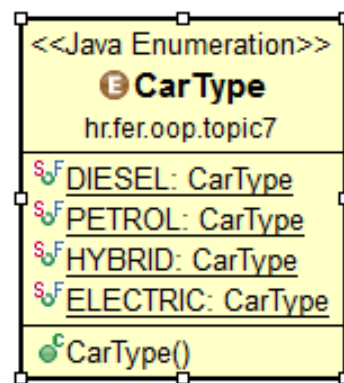 <<Java Enumeration>>
E CarType
hr.fer.oop.topic7
S F DIESEL: CarType
S F PETROL: CarType
S F HYBRID: CarType
S F ELECTRIC: CarType
C CarType()